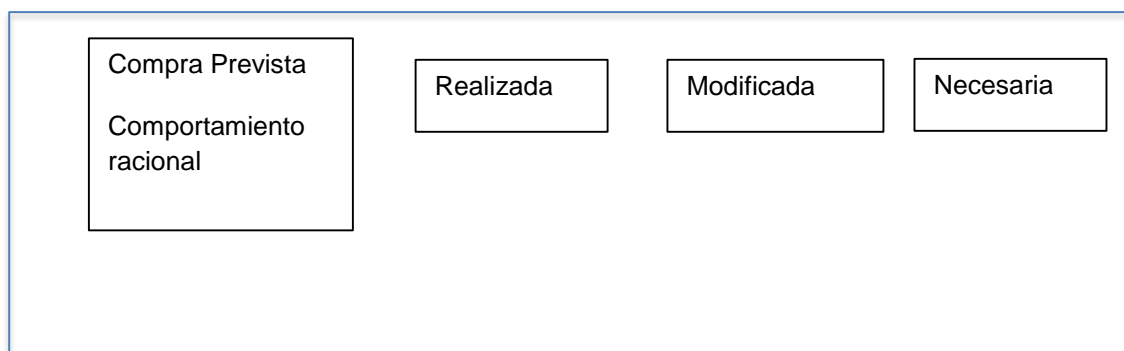 Compra Prevista
Comportamiento
racional
Realizada
Modificada
Necesaria